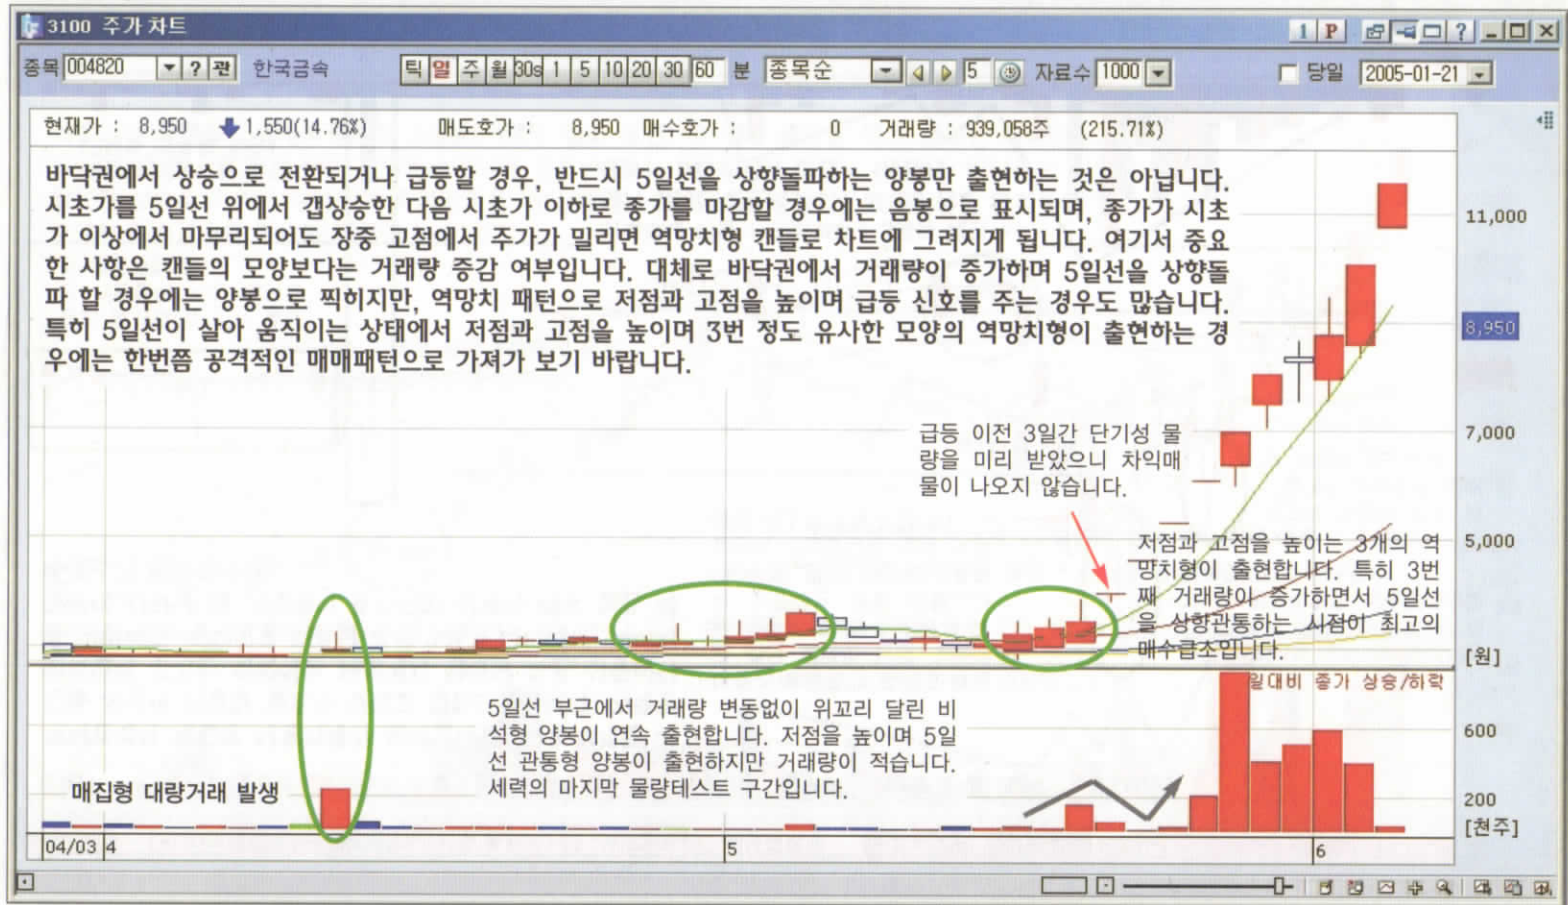 3100 주가차트
1 P ?
종목 004820 ? 관 한국금속 틱 일 주 월 30s 1 5 10 20 30 60 분 종목순 5 자료수 1000 당일 2005-01-21
현재가 : 8,950 1,550(14.76%) 매도호가 : 8,950 매수호가 : 0 거래량 : 939,058주 (215.71%)
바닥권에서 상승으로 전환되거나 급등할 경우, 반드시 5일선을 상향돌파하는 양봉만 출현하는 것은 아닙니다.
시초가를 5일선 위에서 갭상승한 다음 시초가 이하로 종가를 마감할 경우에는 음봉으로 표시되며, 종가가 시초
가 이상에서 마무리되어도 장중 고점에서 주가가 밀리면 역망치형 캔들로 차트에 그려지게 됩니다. 여기서 중요
한 사항은 캔들의 모양보다는 거래량 증감 여부입니다. 대체로 바닥권에서 거래량이 증가하며 5일선을 상향돌
파 할 경우에는 양봉으로 찍히지만, 역망치 패턴으로 저점과 고점을 높이며 급등 신호를 주는 경우도 많습니다.
특히 5일선이 살아 움직이는 상태에서 저점과 고점을 높이며 3번 정도 유사한 모양의 역망치형이 출현하는 경
우에는 한번쯤 공격적인 매매패턴으로 가져가 보기 바랍니다.
11,000
8,950
7,000
5,000
[원]
급등 이전 3일간 단기성 물
량을 미리 받았으니 차익매
물이 나오지 않습니다.
저점과 고점을 높이는 3개의 역
망치형이 출현합니다. 특히 3번
째 거래량이 증가하면서 5일선
을 상향관통하는 시점이 최고의
매수급조입니다.
일대비 종가 상승/하락
5일선 부근에서 거래량 변동없이 위꼬리 달린 비
석형 양봉이 연속 출현합니다. 저점을 높이며 5일
선 관통형 양봉이 출현하지만 거래량이 적습니다.
세력의 마지막 물량테스트 구간입니다.
매집형 대량거래 발생
600
200
[천주]
04/03 4 5 6